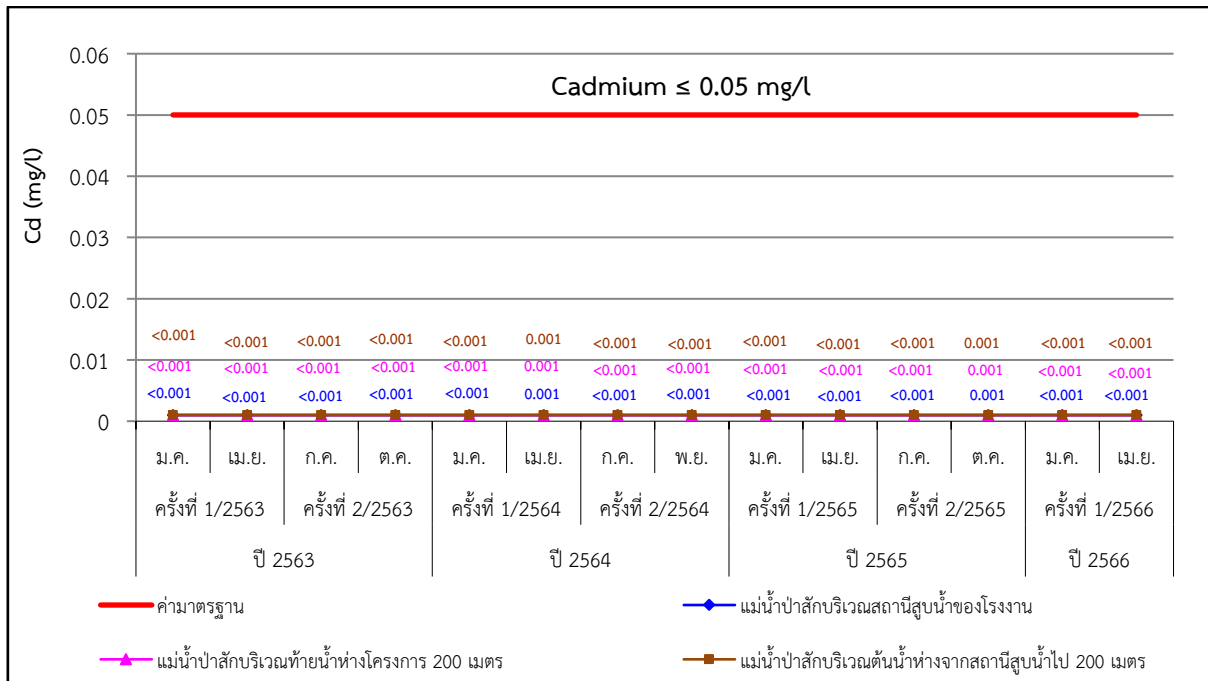 Cadmium ≤ 0.05 mg/l
Cd (mg/l)
0.06
0.05
0.04
0.03
0.02
0.01
0
<0.001 <0.001 <0.001 <0.001 <0.001 0.001 <0.001 <0.001 <0.001 <0.001 <0.001 0.001 <0.001 <0.001
<0.001 <0.001 <0.001 <0.001 <0.001 0.001 <0.001 <0.001 <0.001 <0.001 <0.001 0.001 <0.001 <0.001
<0.001 <0.001 <0.001 <0.001 <0.001 0.001 <0.001 <0.001 <0.001 <0.001 <0.001 0.001 <0.001 <0.001
ม.ค. เม.ย. ก.ค. ต.ค. ม.ค. เม.ย. ก.ค. พ.ย. ม.ค. เม.ย. ก.ค. ต.ค. ม.ค. เม.ย.
ครั้งที่ 1/2563 ครั้งที่ 2/2563 ครั้งที่ 1/2564 ครั้งที่ 2/2564 ครั้งที่ 1/2565 ครั้งที่ 2/2565 ครั้งที่ 1/2566
ปี 2563 ปี 2564 ปี 2565 ปี 2566
ค่ามาตรฐาน
แม่น้ำป่าสักบริเวณสถานีสูบน้ำของโรงงาน
แม่น้ำป่าสักบริเวณท้ายน้ำห่างโครงการ 200 เมตร
แม่น้ำป่าสักบริเวณต้นน้ำห่างจากสถานีสูบน้ำไป 200 เมตร